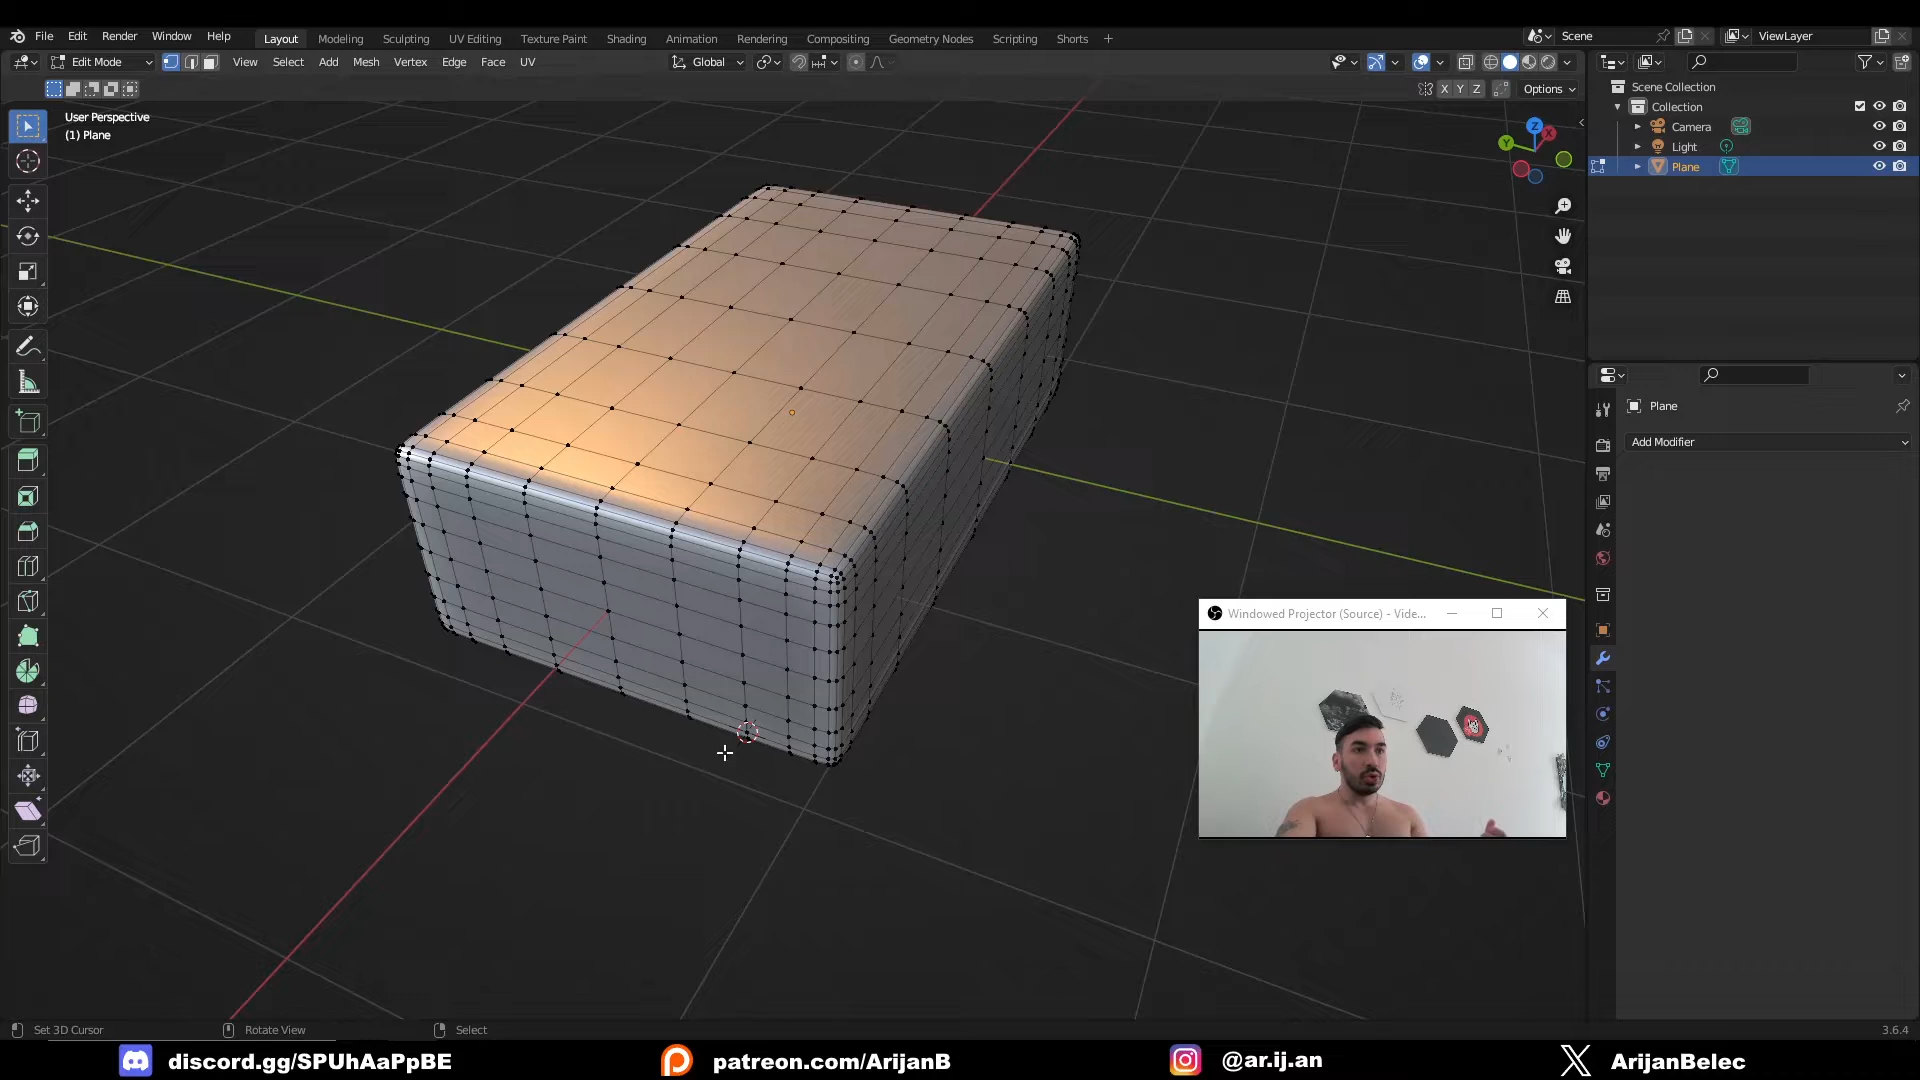 File Edit Render Window Help
Layout Modeling Sculpting UV Editing Texture Paint Shading Animation Rendering Compositing Geometry Nodes Scripting Shorts +
Scene
ViewLayer
Edit Mode
View Select Add Mesh Vertex Edge Face UV
Global
X Y Z
Options
User Perspective
(1) Plane
Z
X
Y
Scene Collection
Collection
Camera
Light
Plane
Plane
Add Modifier
Windowed Projector (Source) - Vide...
Set 3D Cursor
Rotate View
Select
3.6.4
discord.gg/SPUhAaPpBE
patreon.com/ArijanB
@ar.ij.an
ArijanBelec